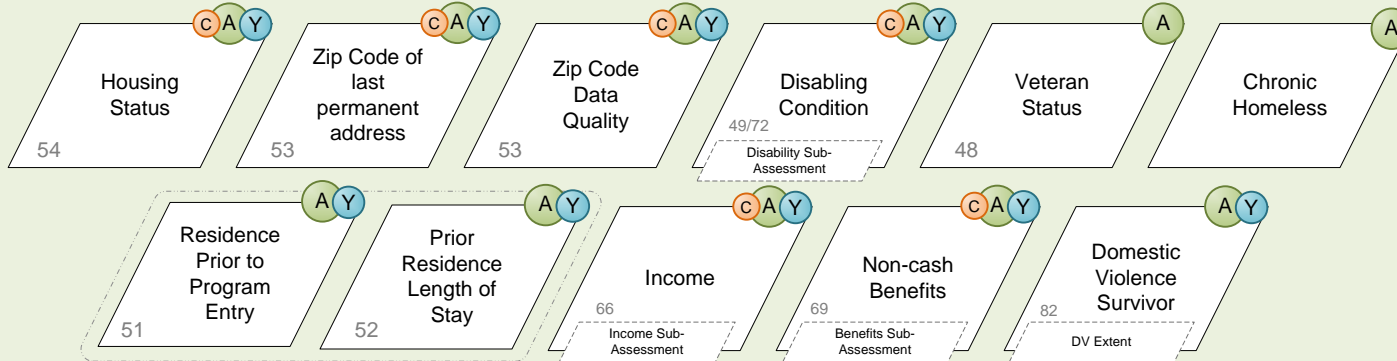 C A Y
Housing
Status
54
C A Y
Zip Code of
last
permanent
address
53
C A Y
Zip Code
Data
Quality
53
C A Y
Disabling
Condition
49/72
Disability Sub-
Assessment
A
Veteran
Status
48
A
Chronic
Homeless
A Y
Residence
Prior to
Program
Entry
51
A Y
Prior
Residence
Length of
Stay
52
C A Y
Income
66
Income Sub-
Assessment
C A Y
Non-cash
Benefits
69
Benefits Sub-
Assessment
A Y
Domestic
Violence
Survivor
82
DV Extent